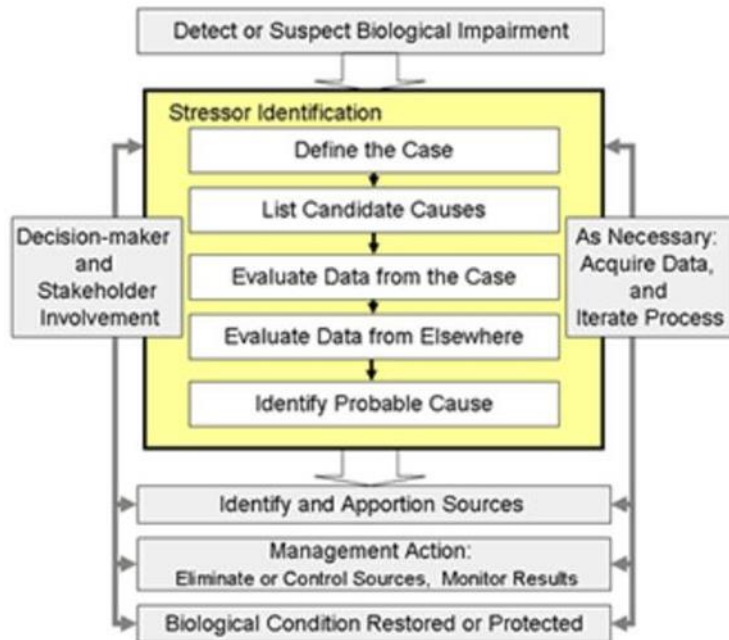 Detect or Suspect Biological Impairment
Stressor Identification
Define the Case
List Candidate Causes
Evaluate Data from the Case
Evaluate Data from Elsewhere
Identify Probable Cause
Decision-maker
and
Stakeholder
Involvement
As Necessary:
Acquire Data,
and
Iterate Process
Identify and Apportion Sources
Management Action:
Eliminate or Control Sources, Monitor Results
Biological Condition Restored or Protected